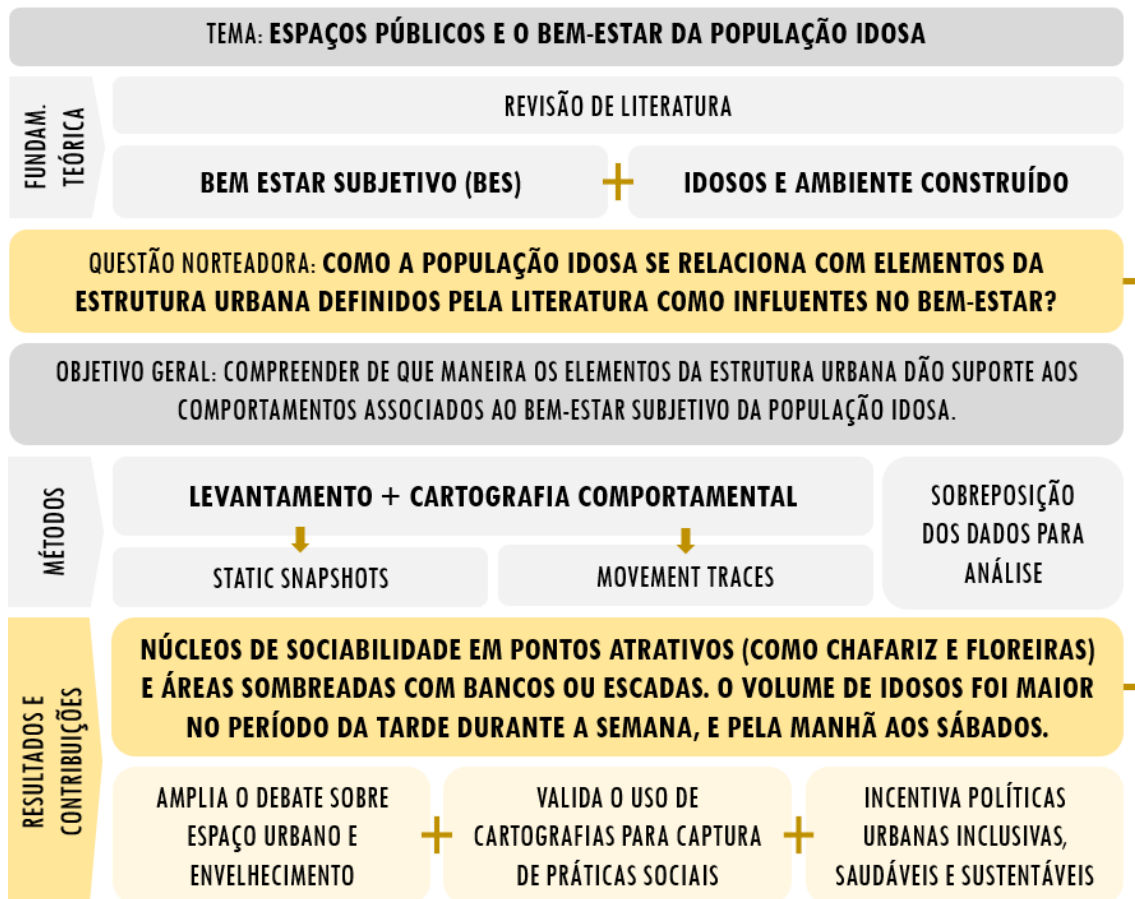 TEMA: ESPAÇOS PÚBLICOS E O BEM-ESTAR DA POPULAÇÃO IDOSA
FUNDAM.
TEÓRICA
REVISÃO DE LITERATURA
BEM ESTAR SUBJETIVO (BES) + IDOSOS E AMBIENTE CONSTRUÍDO
QUESTÃO NORTEADORA: COMO A POPULAÇÃO IDOSA SE RELACIONA COM ELEMENTOS DA
ESTRUTURA URBANA DEFINIDOS PELA LITERATURA COMO INFLUENTES NO BEM-ESTAR?
OBJETIVO GERAL: COMPREENDER DE QUE MANEIRA OS ELEMENTOS DA ESTRUTURA URBANA DÃO SUPORTE AOS
COMPORTAMENTOS ASSOCIADOS AO BEM-ESTAR SUBJETIVO DA POPULAÇÃO IDOSA.
MÉTODOS
LEVANTAMENTO + CARTOGRAFIA COMPORTAMENTAL
STATIC SNAPSHOTS
MOVEMENT TRACES
SOBREPOSIÇÃO
DOS DADOS PARA
ANÁLISE
RESULTADOS E
CONTRIBUIÇÕES
NÚCLEOS DE SOCIABILIDADE EM PONTOS ATRATIVOS (COMO CHAFARIZ E FLOREIRAS)
E ÁREAS SOMBREADAS COM BANCOS OU ESCADAS. O VOLUME DE IDOSOS FOI MAIOR
NO PERÍODO DA TARDE DURANTE A SEMANA, E PELA MANHÃ AOS SÁBADOS.
AMPLIA O DEBATE SOBRE
ESPAÇO URBANO E
ENVELHECIMENTO
+
VALIDA O USO DE
CARTOGRAFIAS PARA CAPTURA
DE PRÁTICAS SOCIAIS
+
INCENTIVA POLÍTICAS
URBANAS INCLUSIVAS,
SAUDÁVEIS E SUSTENTÁVEIS